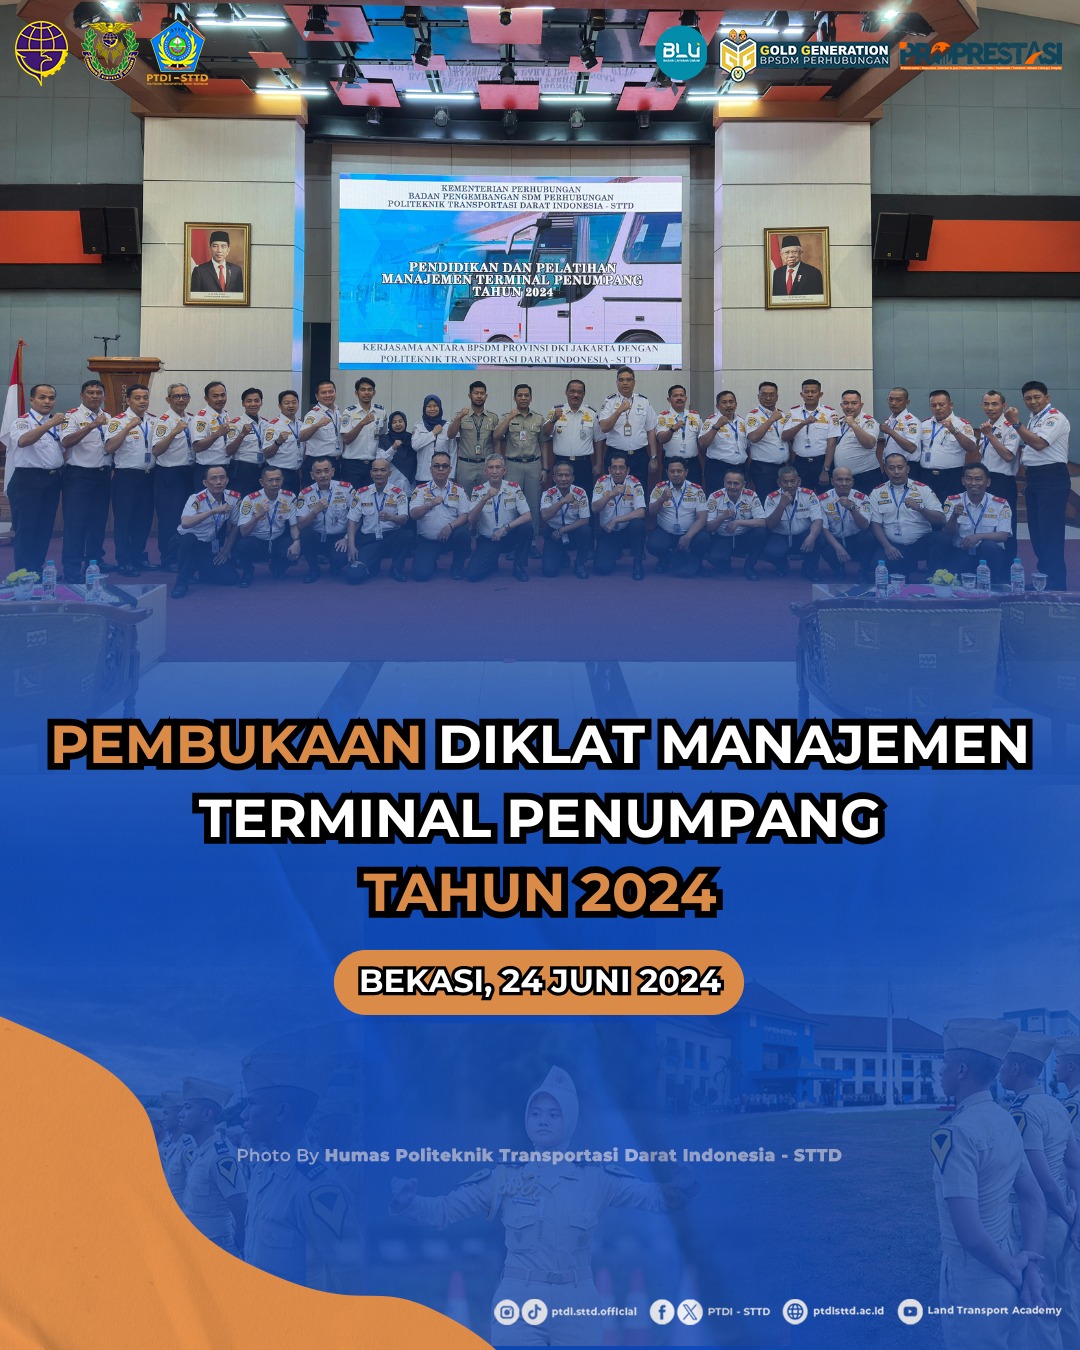 PTDI - STTD
BLU
GOLD GENERATION
BPSDM PERHUBUNGAN
PROPRESTASI
KEMENTERIAN PERHUBUNGAN
BADAN PENGEMBANGAN SDM PERHUBUNGAN
POLITEKNIK TRANSPORTASI DARAT INDONESIA - STTD
PENDIDIKAN DAN PELATIHAN
MANAJEMEN TERMINAL PENUMPANG
TAHUN 2024
KERJASAMA ANTARA BPSDM PROVINSI DKI JAKARTA DENGAN
POLITEKNIK TRANSPORTASI DARAT INDONESIA - STTD
PEMBUKAAN DIKLAT MANAJEMEN
TERMINAL PENUMPANG
TAHUN 2024
BEKASI, 24 JUNI 2024
Photo By Humas Politeknik Transportasi Darat Indonesia - STTD
ptdi.sttd.official PTDI - STTD ptdisttd.ac.id Land Transport Academy